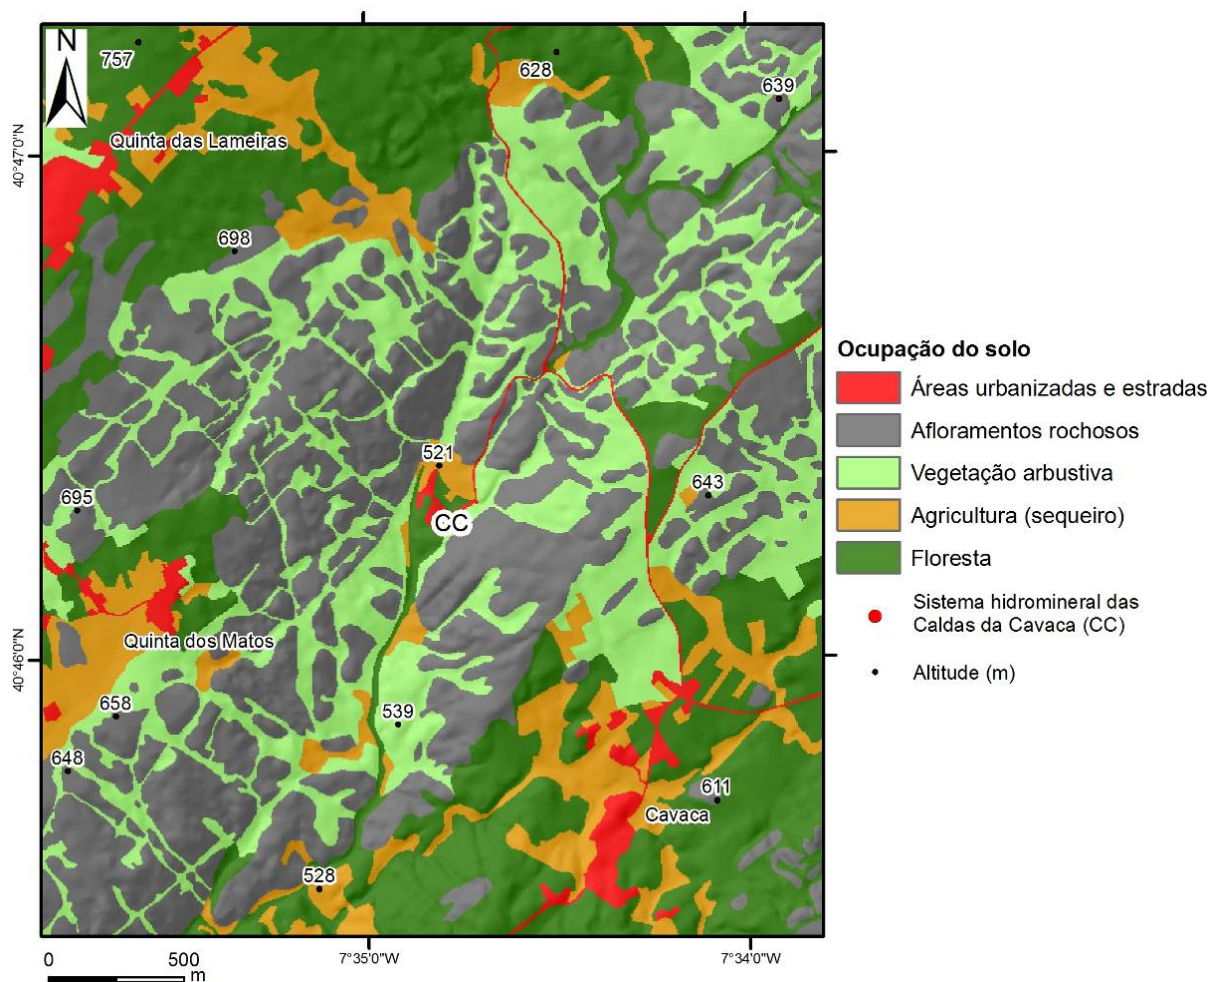 N
757
628
639
Quinta das Lameiras
40°47'0"N
698
521
695
CC
643
Quinta dos Matos
40°46'0"N
658
539
648
611
Cavaca
528
0 500
m
7°35'0"W
7°34'0"W
Ocupação do solo
Áreas urbanizadas e estradas
Afloramentos rochosos
Vegetação arbustiva
Agricultura (sequeiro)
Floresta
Sistema hidromineral das
Caldas da Cavaca (CC)
Altitude (m)